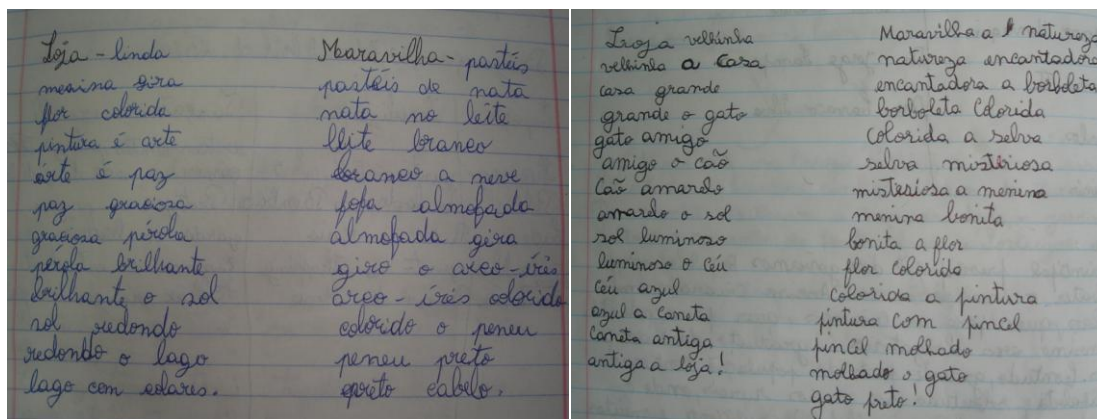 Loja - linda
menina gira
flor colorida
pintura é arte
arte é paz
paz graciosa
graciosa pérola
pérola brilhante
brilhante o sol
sol redondo
redondo o lago
lago com colares.
Maravilha - pastéis
pastéis de nata
nata no leite
llite branco
branco a neve
fofa almofada
almofada gira
giro o arco-íris
arco-íris colorido
colorido o peneu
peneu preto
preto cabelo.
Loja velhinha
velhinha a casa
casa grande
grande o gato
gato amigo
amigo o cão
cão amarelo
amarelo o sol
sol luminoso
luminoso o céu
céu azul
azul a caneta
caneta antiga
antiga a loja!
Maravilha a natureza
natureza encantadora
encantadora a borboleta
borboleta colorida
colorida a selva
selva misteriosa
misteriosa a menina
menina bonita
bonita a flor
flor colorida
colorida a pintura
pintura com pincel
pincel molhado
molhado o gato
gato preto!